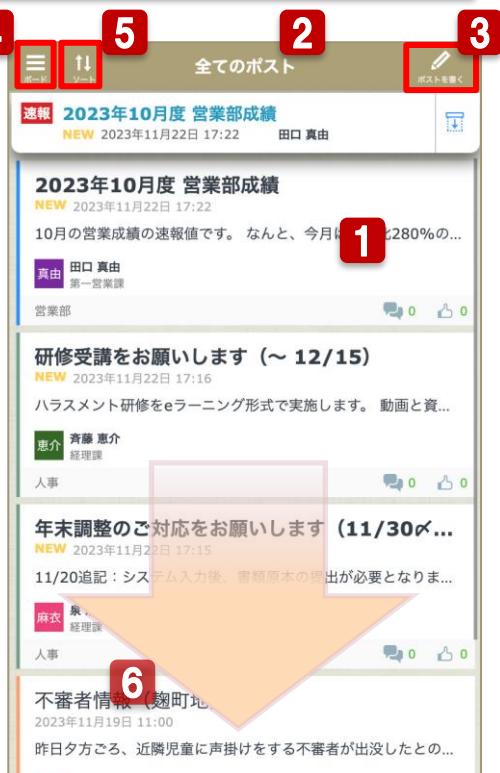 4
5
2
3
ボード
ソート
全てのポスト
ポストを書く
速報 2023年10月度 営業部成績
NEW 2023年11月22日 17:22 田口 真由
2023年10月度 営業部成績
NEW 2023年11月22日 17:22
10月の営業成績の速報値です。 なんと、今月は
1
比280%の...
真由
田口 真由
第一営業課
営業部
0 0
研修受講をお願いします（～ 12/15）
NEW 2023年11月22日 17:16
ハラスメント研修をeラーニング形式で実施します。 動画と資...
恵介
斉藤 恵介
経理課
人事
0 0
年末調整のご対応をお願いします（11/30〆...
NEW 2023年11月22日 17:15
11/20追記：システム入力後、書類原本の提出が必要となりま...
麻衣
泉
経理課
人事
0 0
不審者情報（麹町地
6
2023年11月19日 11:00
昨日夕方ごろ、近隣児童に声掛けをする不審者が出没したとの...